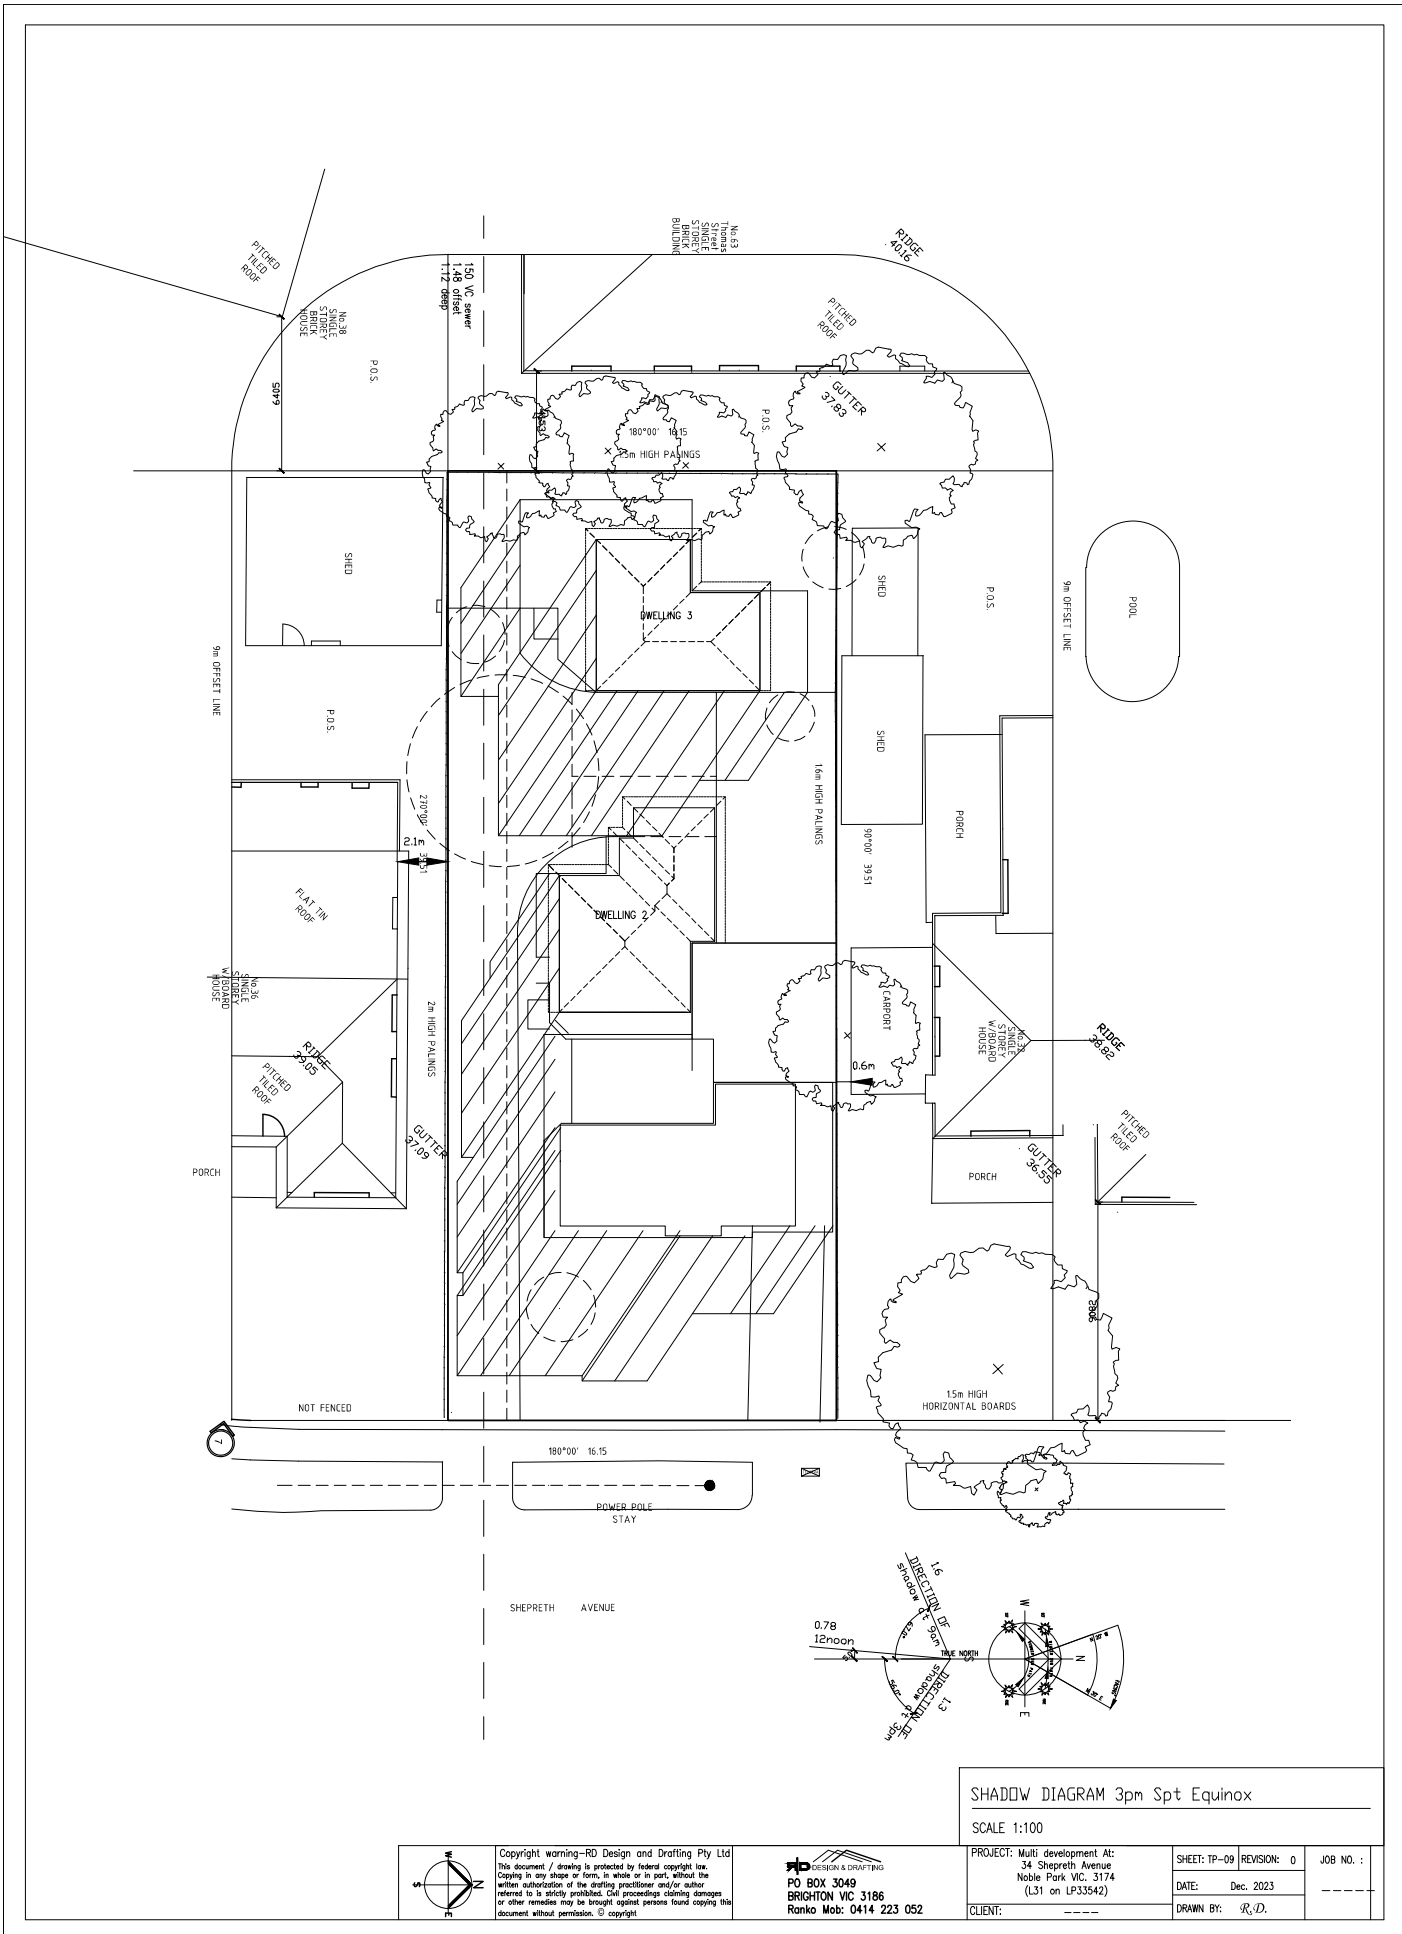 No.63
Thomas
Street
SINGLE
STOREY
BRICK
BUILDING
RIDGE
40.16
PITCHED
TILED
ROOF
150 VC sewer
1.48 offset
1.12 deep
No.38
SINGLE
STOREY
BRICK
HOUSE
PITCHED
TILED
ROOF
P.O.S.
6405
GUTTER
37.83
P.O.S.
180°00' 16.15
1.5m HIGH PALINGS
SHED
SHED
P.O.S.
9m OFFSET LINE
POOL
DWELLING 3
9m OFFSET LINE
P.O.S.
SHED
1.6m HIGH PALINGS
270°00' 39.51
2.1m
PORCH
90°00' 39.51
FLAT TIN
ROOF
DWELLING 2
No.36
SINGLE
STOREY
W/BOARD
HOUSE
2m HIGH PALINGS
CARPORT
SINGLE
STOREY
W/BOARD
HOUSE
RIDGE
38.82
RIDGE
39.05
PITCHED
TILED
ROOF
0.6m
GUTTER
37.09
PITCHED
TILED
ROOF
PORCH
GUTTER
36.55
PORCH
2806
1.5m HIGH
HORIZONTAL BOARDS
NOT FENCED
7
180°00' 16.15
POWER POLE
STAY
SHEPRETH AVENUE
1.6
DIRECTION OF
shadow at 9am
67.0°
0.78
12noon
5.0°
TRUE NORTH
S
56.0°
1.3
DIRECTION OF
shadow at 3pm
W
N
E
SHADOW DIAGRAM 3pm Spt Equinox
SCALE 1:100
W
S
N
E
Copyright warning-RD Design and Drafting Pty Ltd
This document / drawing is protected by federal copyright law.
Copying in any shape or form, in whole or in part, without the
written authorization of the drafting practitioner and/or author
referred to is strictly prohibited. Civil proceedings claiming damages
or other remedies may be brought against persons found copying this
document without permission. © copyright
RD DESIGN & DRAFTING
PO BOX 3049
BRIGHTON VIC 3186
Ranko Mob: 0414 223 052
PROJECT: Multi development At:
34 Shepreth Avenue
Noble Park VIC. 3174
(L31 on LP33542)
CLIENT: ----
SHEET: TP-09 REVISION: 0
DATE: Dec. 2023
DRAWN BY: R.D.
JOB NO. :
-----